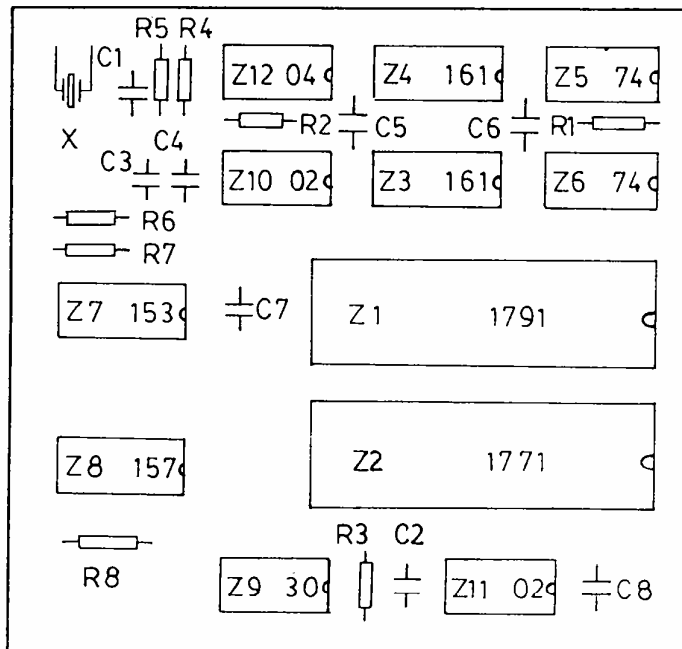 R5 R4
C1
Z12 04
Z4 161
Z5 74
X
R2
C5
C6
R1
C3 C4
Z10 02
Z3 161
Z6 74
R6
R7
Z7 153
C7
Z1 1791
Z8 157
Z2 1771
R8
R3
C2
Z9 30
Z11 02
C8